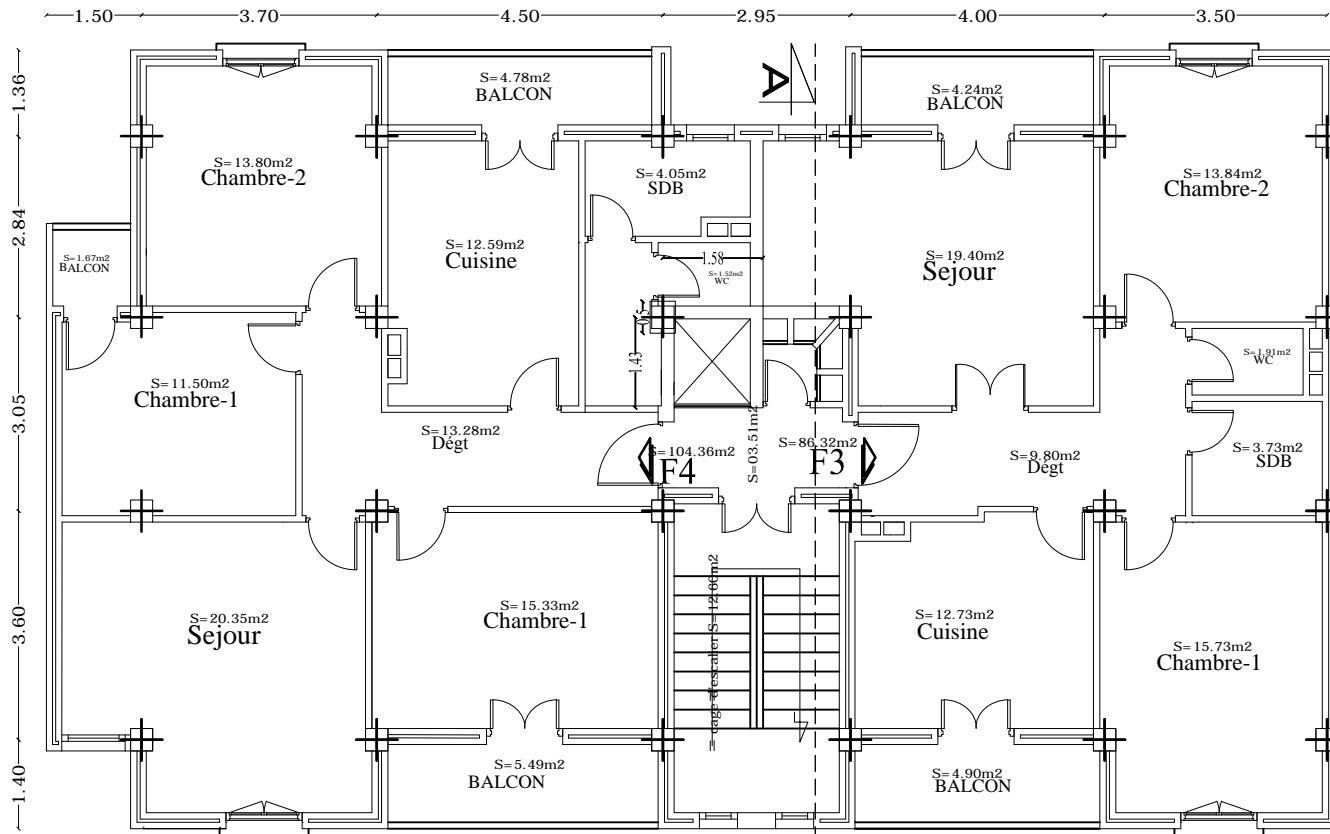 1.50 3.70 4.50 2.95 4.00 3.50
1.36
2.84
3.05
3.60
1.40
A
S=4.78m2
BALCON
S=4.24m2
BALCON
S=13.80m2
Chambre-2
S=4.05m2
SDB
S=13.84m2
Chambre-2
S=1.67m2
BALCON
S=12.59m2
Cuisine
1.58
S=1.52m2
WC
S=19.40m2
Sejour
1.43
S=1.91m2
WC
S=11.50m2
Chambre-1
S=13.28m2
Dégt
S=104.36m2
F4
S=03.51m2
S=86.32m2
F3
S=9.80m2
Dégt
S=3.73m2
SDB
S=20.35m2
Sejour
S=15.33m2
Chambre-1
cage d'escalier S=12.60m2
S=12.73m2
Cuisine
S=15.73m2
Chambre-1
S=5.49m2
BALCON
S=4.90m2
BALCON